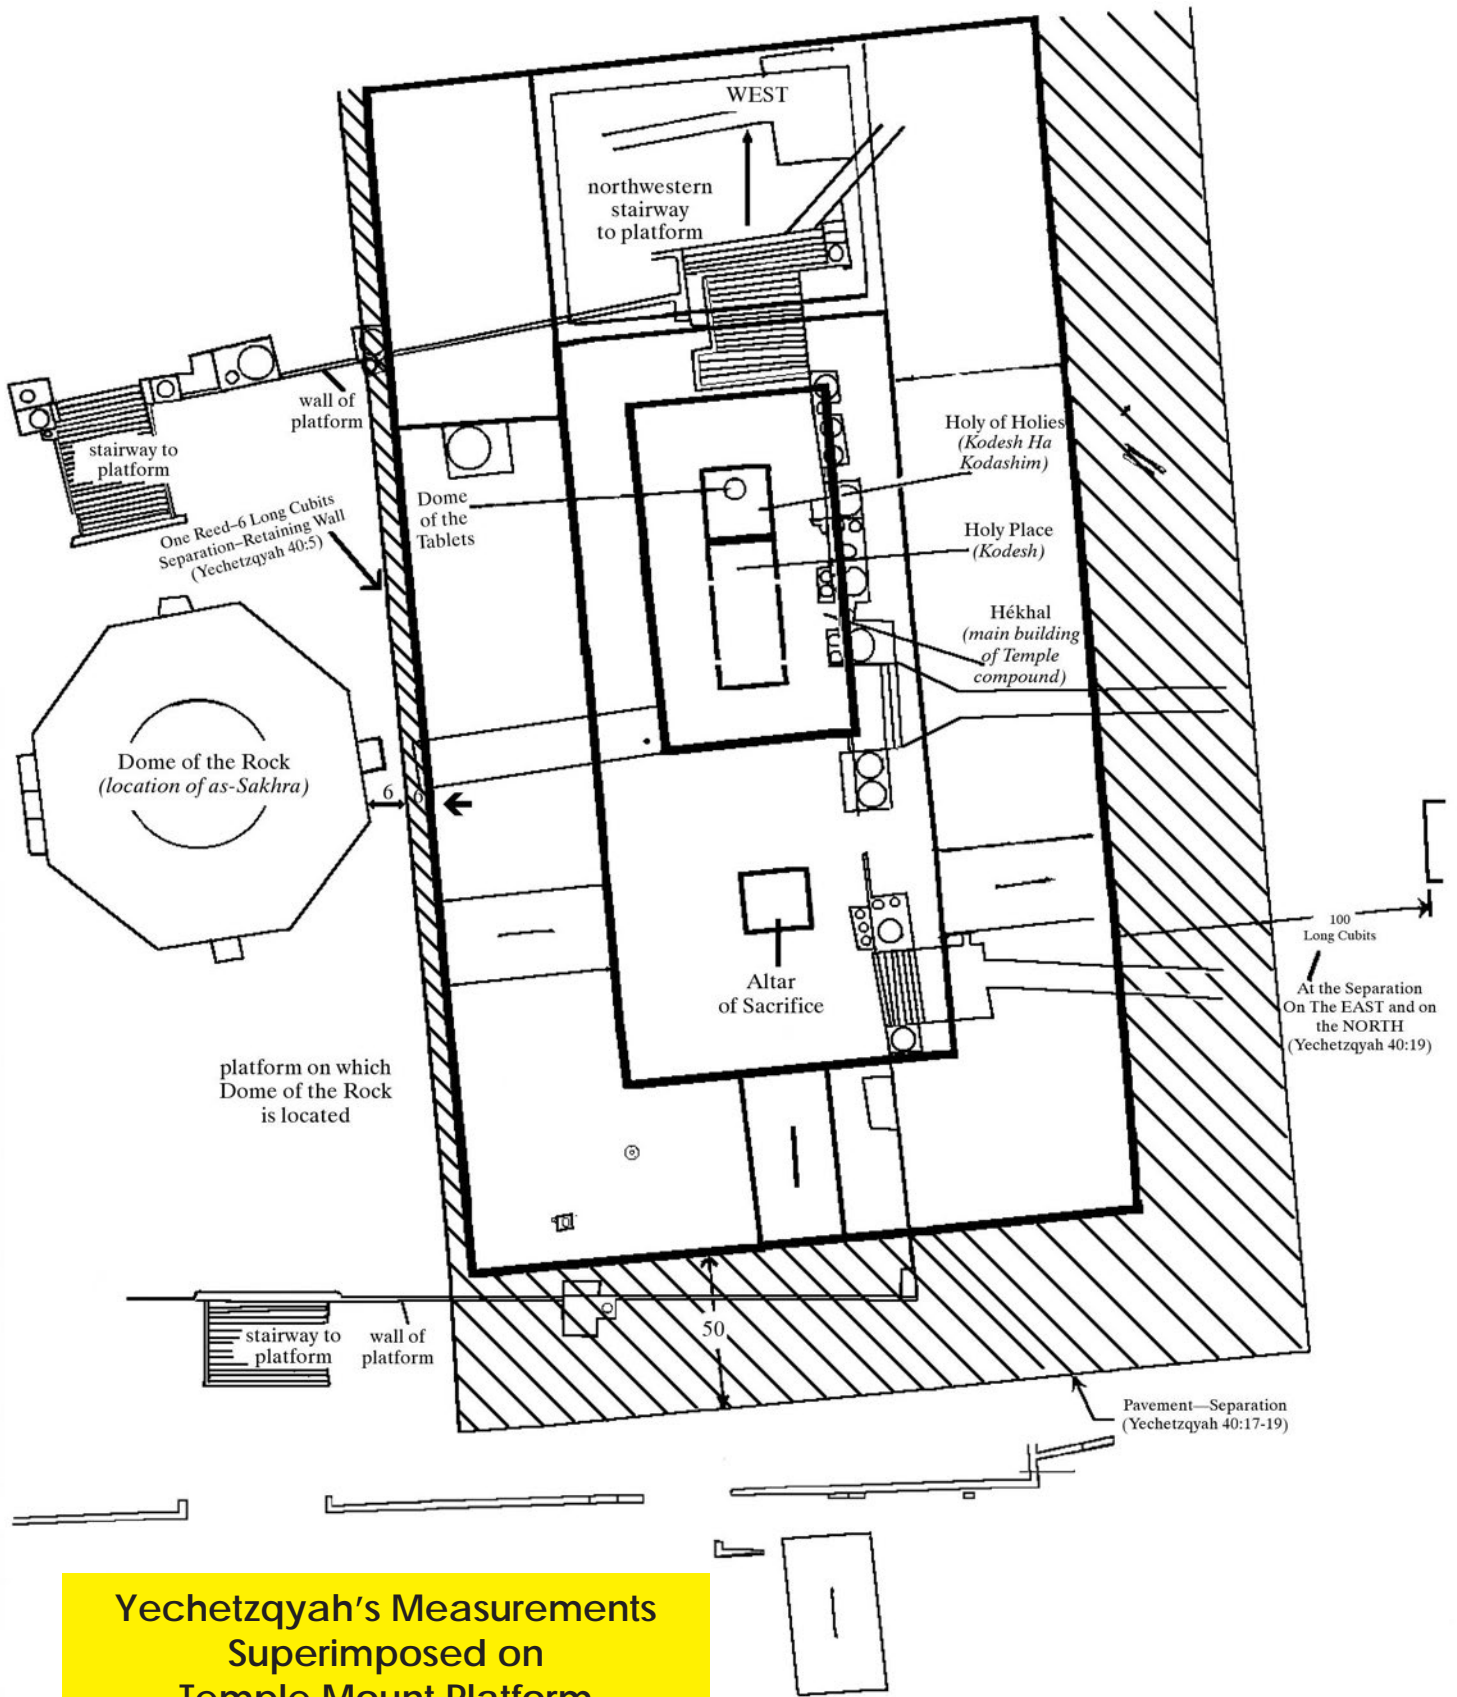 WEST
northwestern
stairway
to platform
wall of
platform
stairway to
platform
One Reed–6 Long Cubits
Separation–Retaining Wall
(Yechetzqyah 40:5)
Dome
of the
Tablets
Holy of Holies
(Kodesh Ha
Kodashim)
Holy Place
(Kodesh)
Hékhal
(main building
of Temple
compound)
Dome of the Rock
(location of as-Sakhra)
6
6
Altar
of Sacrifice
100
Long Cubits
At the Separation
On The EAST and on
the NORTH
(Yechetzqyah 40:19)
platform on which
Dome of the Rock
is located
stairway to
platform
wall of
platform
50
Pavement—Separation
(Yechetzqyah 40:17-19)
Yechetzqyah's Measurements
Superimposed on
Temple Mount Platform